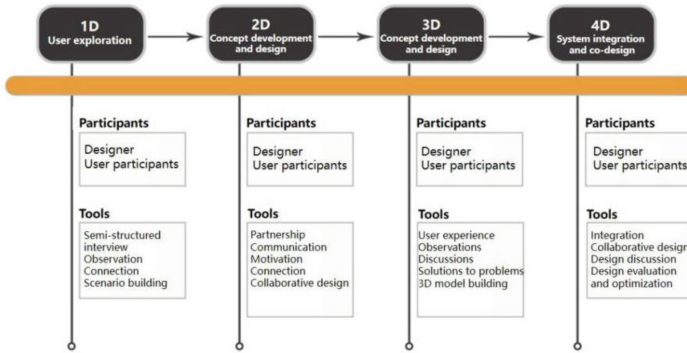 1D
User exploration
2D
Concept development
and design
3D
Concept development
and design
4D
System integration
and co-design
Participants
Designer
User participants
Tools
Semi-structured
interview
Observation
Connection
Scenario building
Participants
Designer
User participants
Tools
Partnership
Communication
Motivation
Connection
Collaborative design
Participants
Designer
User participants
Tools
User experience
Observations
Discussions
Solutions to problems
3D model building
Participants
Designer
User participants
Tools
Integration
Collaborative design
Design discussion
Design evaluation
and optimization